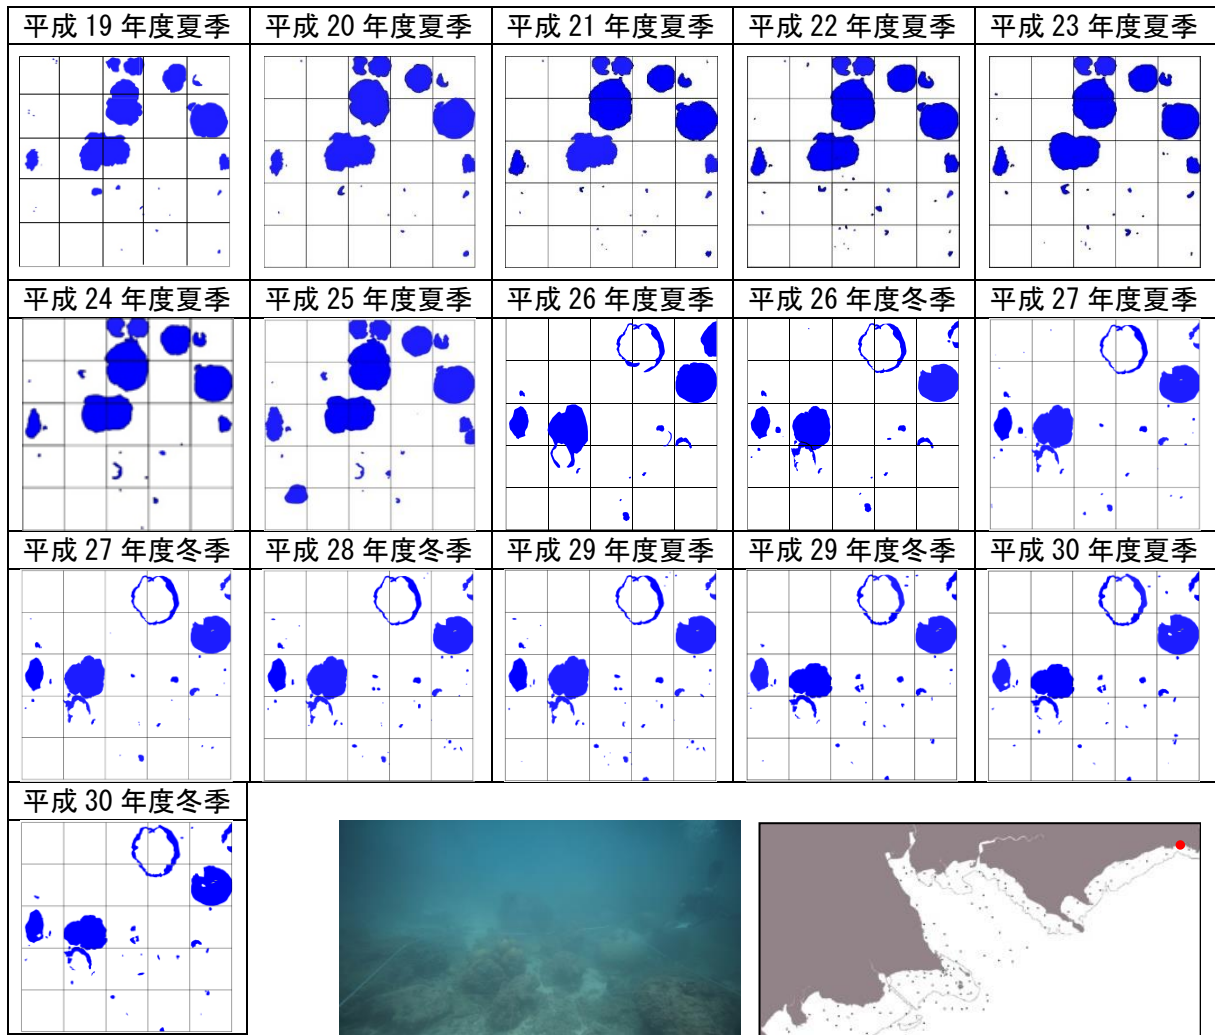 平成 19 年度夏季 平成 20 年度夏季 平成 21 年度夏季 平成 22 年度夏季 平成 23 年度夏季
平成 24 年度夏季 平成 25 年度夏季 平成 26 年度夏季 平成 26 年度冬季 平成 27 年度夏季
平成 27 年度冬季 平成 28 年度冬季 平成 29 年度夏季 平成 29 年度冬季 平成 30 年度夏季
平成 30 年度冬季